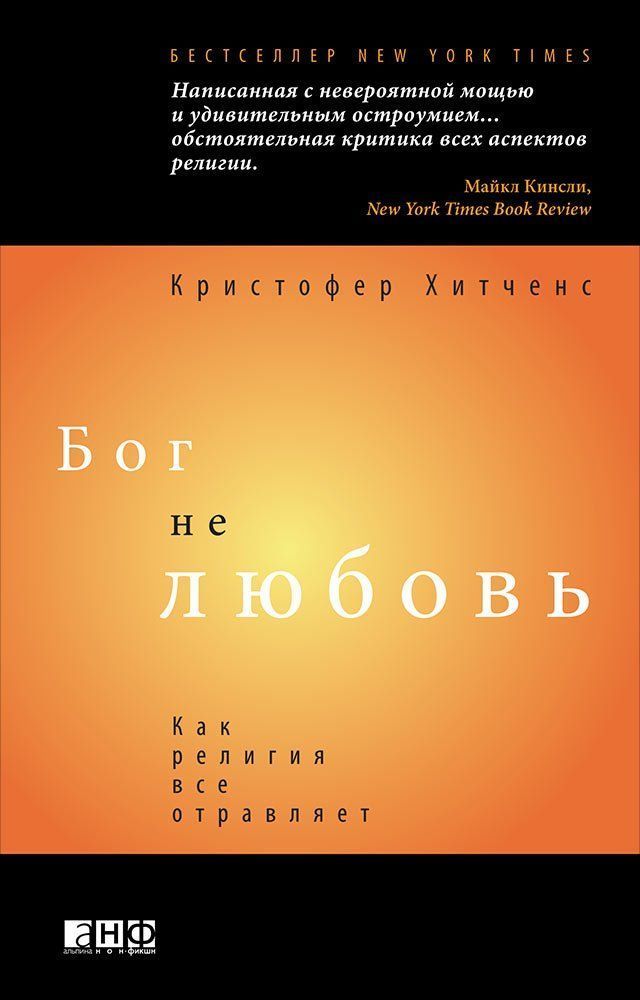 БЕСТСЕЛЛЕР NEW YORK TIMES
Написанная с невероятной мощью
и удивительным остроумием…
обстоятельная критика всех аспектов
религии.
Майкл Кинсли,
New York Times Book Review
Кристофер Хитченс
Бог
не
любовь
Как
религия
все
отравляет
анф
альпина нон-фикшн